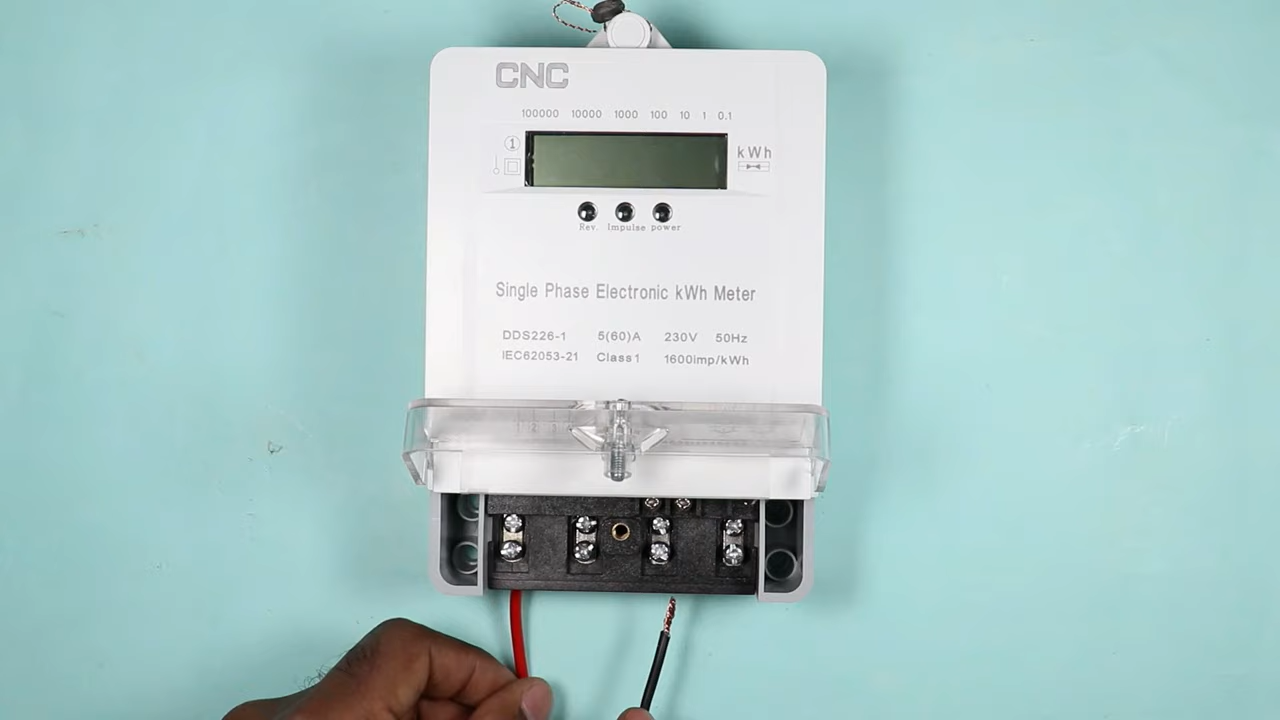 CNC
100000 10000 1000 100 10 1 0.1
1
kWh
Rev. Impulse power
Single Phase Electronic kWh Meter
DDS226-1 5(60)A 230V 50Hz
IEC62053-21 Class1 1600imp/kWh